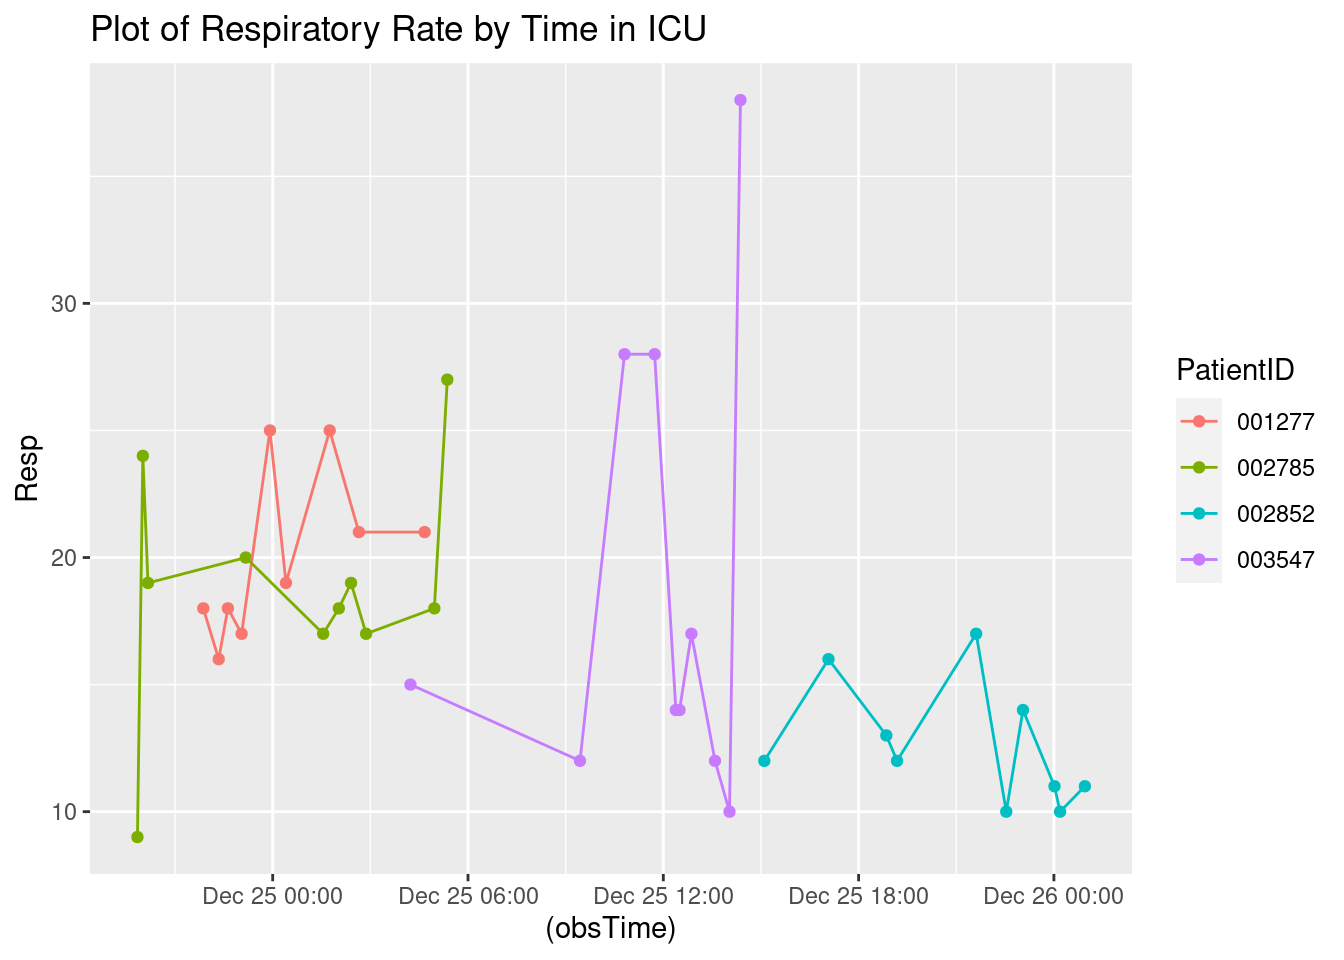 Plot of Respiratory Rate by Time in ICU
Resp
30
20
10
Dec 25 00:00 Dec 25 06:00 Dec 25 12:00 Dec 25 18:00 Dec 26 00:00
(obsTime)
PatientID
001277
002785
002852
003547